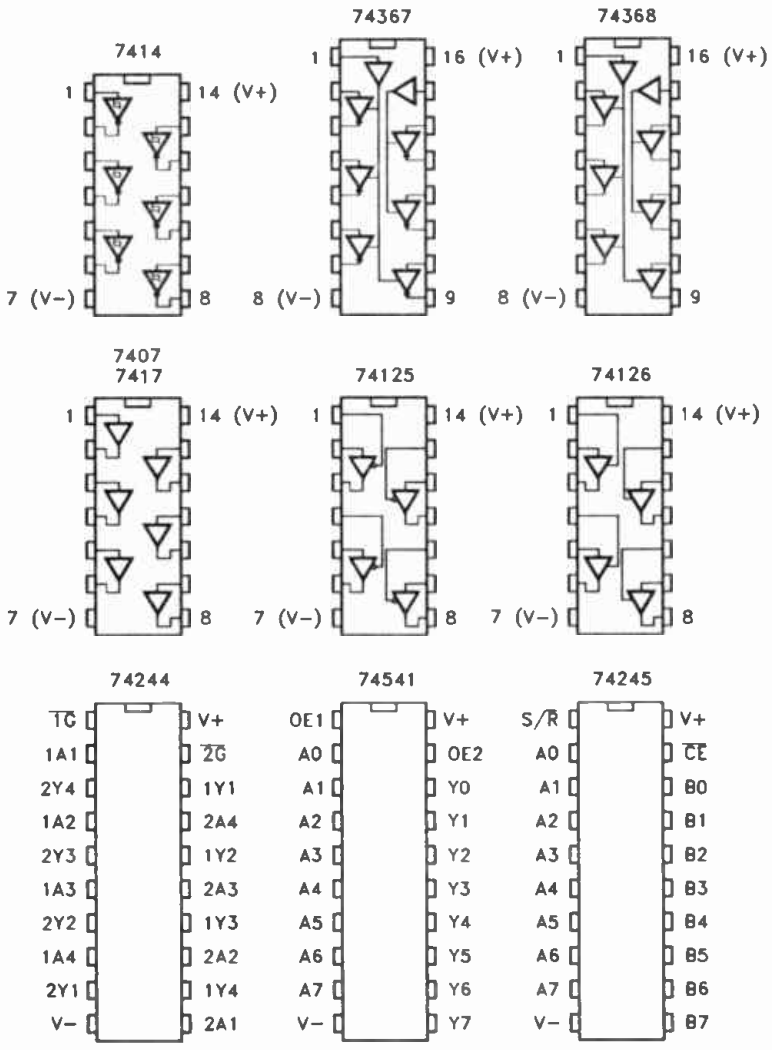 7414
1
14 (V+)
7 (V-)
8
74367
1
16 (V+)
8 (V-)
9
74368
1
16 (V+)
8 (V-)
9
7407
7417
1
14 (V+)
7 (V-)
8
74125
1
14 (V+)
7 (V-)
8
74126
1
14 (V+)
7 (V-)
8
74244
1G V+
1A1 2G
2Y4 1Y1
1A2 2A4
2Y3 1Y2
1A3 2A3
2Y2 1Y3
1A4 2A2
2Y1 1Y4
V- 2A1
74541
OE1 V+
A0 OE2
A1 Y0
A2 Y1
A3 Y2
A4 Y3
A5 Y4
A6 Y5
A7 Y6
V- Y7
74245
S/R V+
A0 CE
A1 B0
A2 B1
A3 B2
A4 B3
A5 B4
A6 B5
A7 B6
V- B7